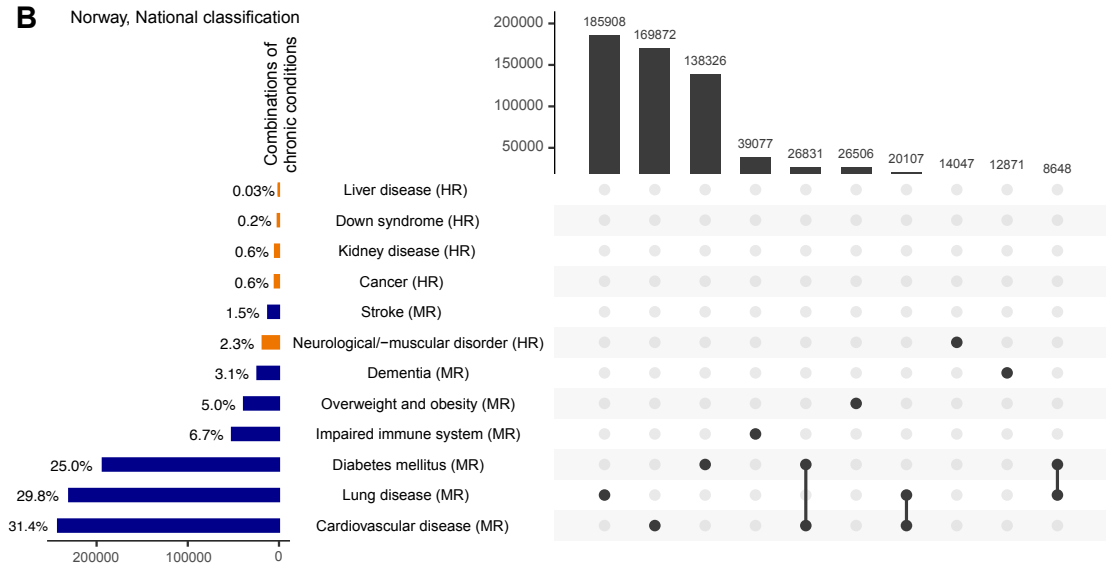 B
Norway, National classification
Combinations of
chronic conditions
200000
150000
100000
50000
185908
169872
138326
39077
26831
26506
20107
14047
12871
8648
0.03%
Liver disease (HR)
0.2%
Down syndrome (HR)
0.6%
Kidney disease (HR)
0.6%
Cancer (HR)
1.5%
Stroke (MR)
2.3%
Neurological/−muscular disorder (HR)
3.1%
Dementia (MR)
5.0%
Overweight and obesity (MR)
6.7%
Impaired immune system (MR)
25.0%
Diabetes mellitus (MR)
29.8%
Lung disease (MR)
31.4%
Cardiovascular disease (MR)
200000
100000
0